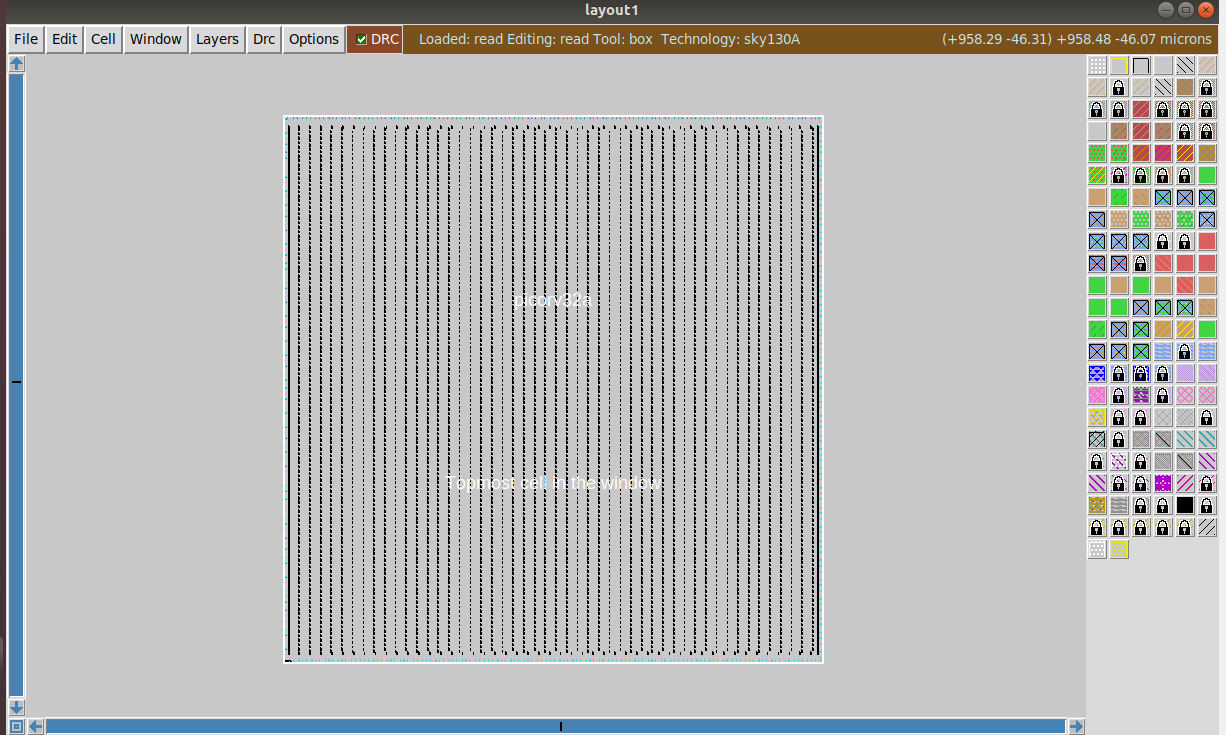 layout1
File Edit Cell Window Layers Drc Options DRC Loaded: read Editing: read Tool: box Technology: sky130A (+958.29 -46.31) +958.48 -46.07 microns
picorv32a
Topmost cell in the window